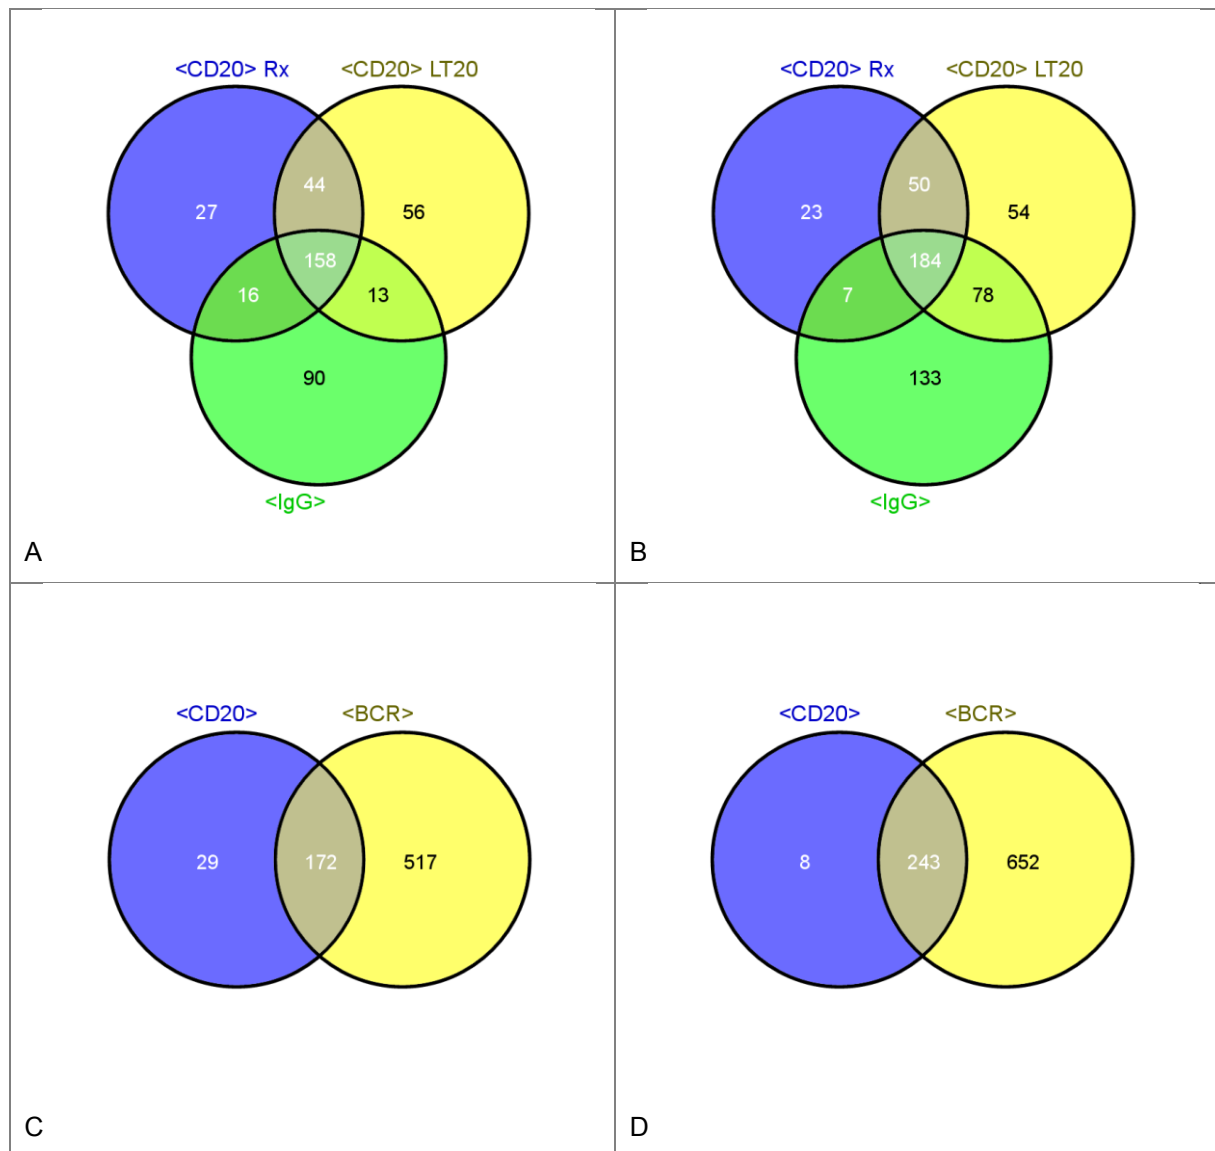 <CD20> Rx
<CD20> LT20
44
27
56
158
16
13
90
<IgG>
A
<CD20> Rx
<CD20> LT20
50
23
54
184
7
78
133
<IgG>
B
<CD20>
<BCR>
29
172
517
C
<CD20>
<BCR>
8
243
652
D